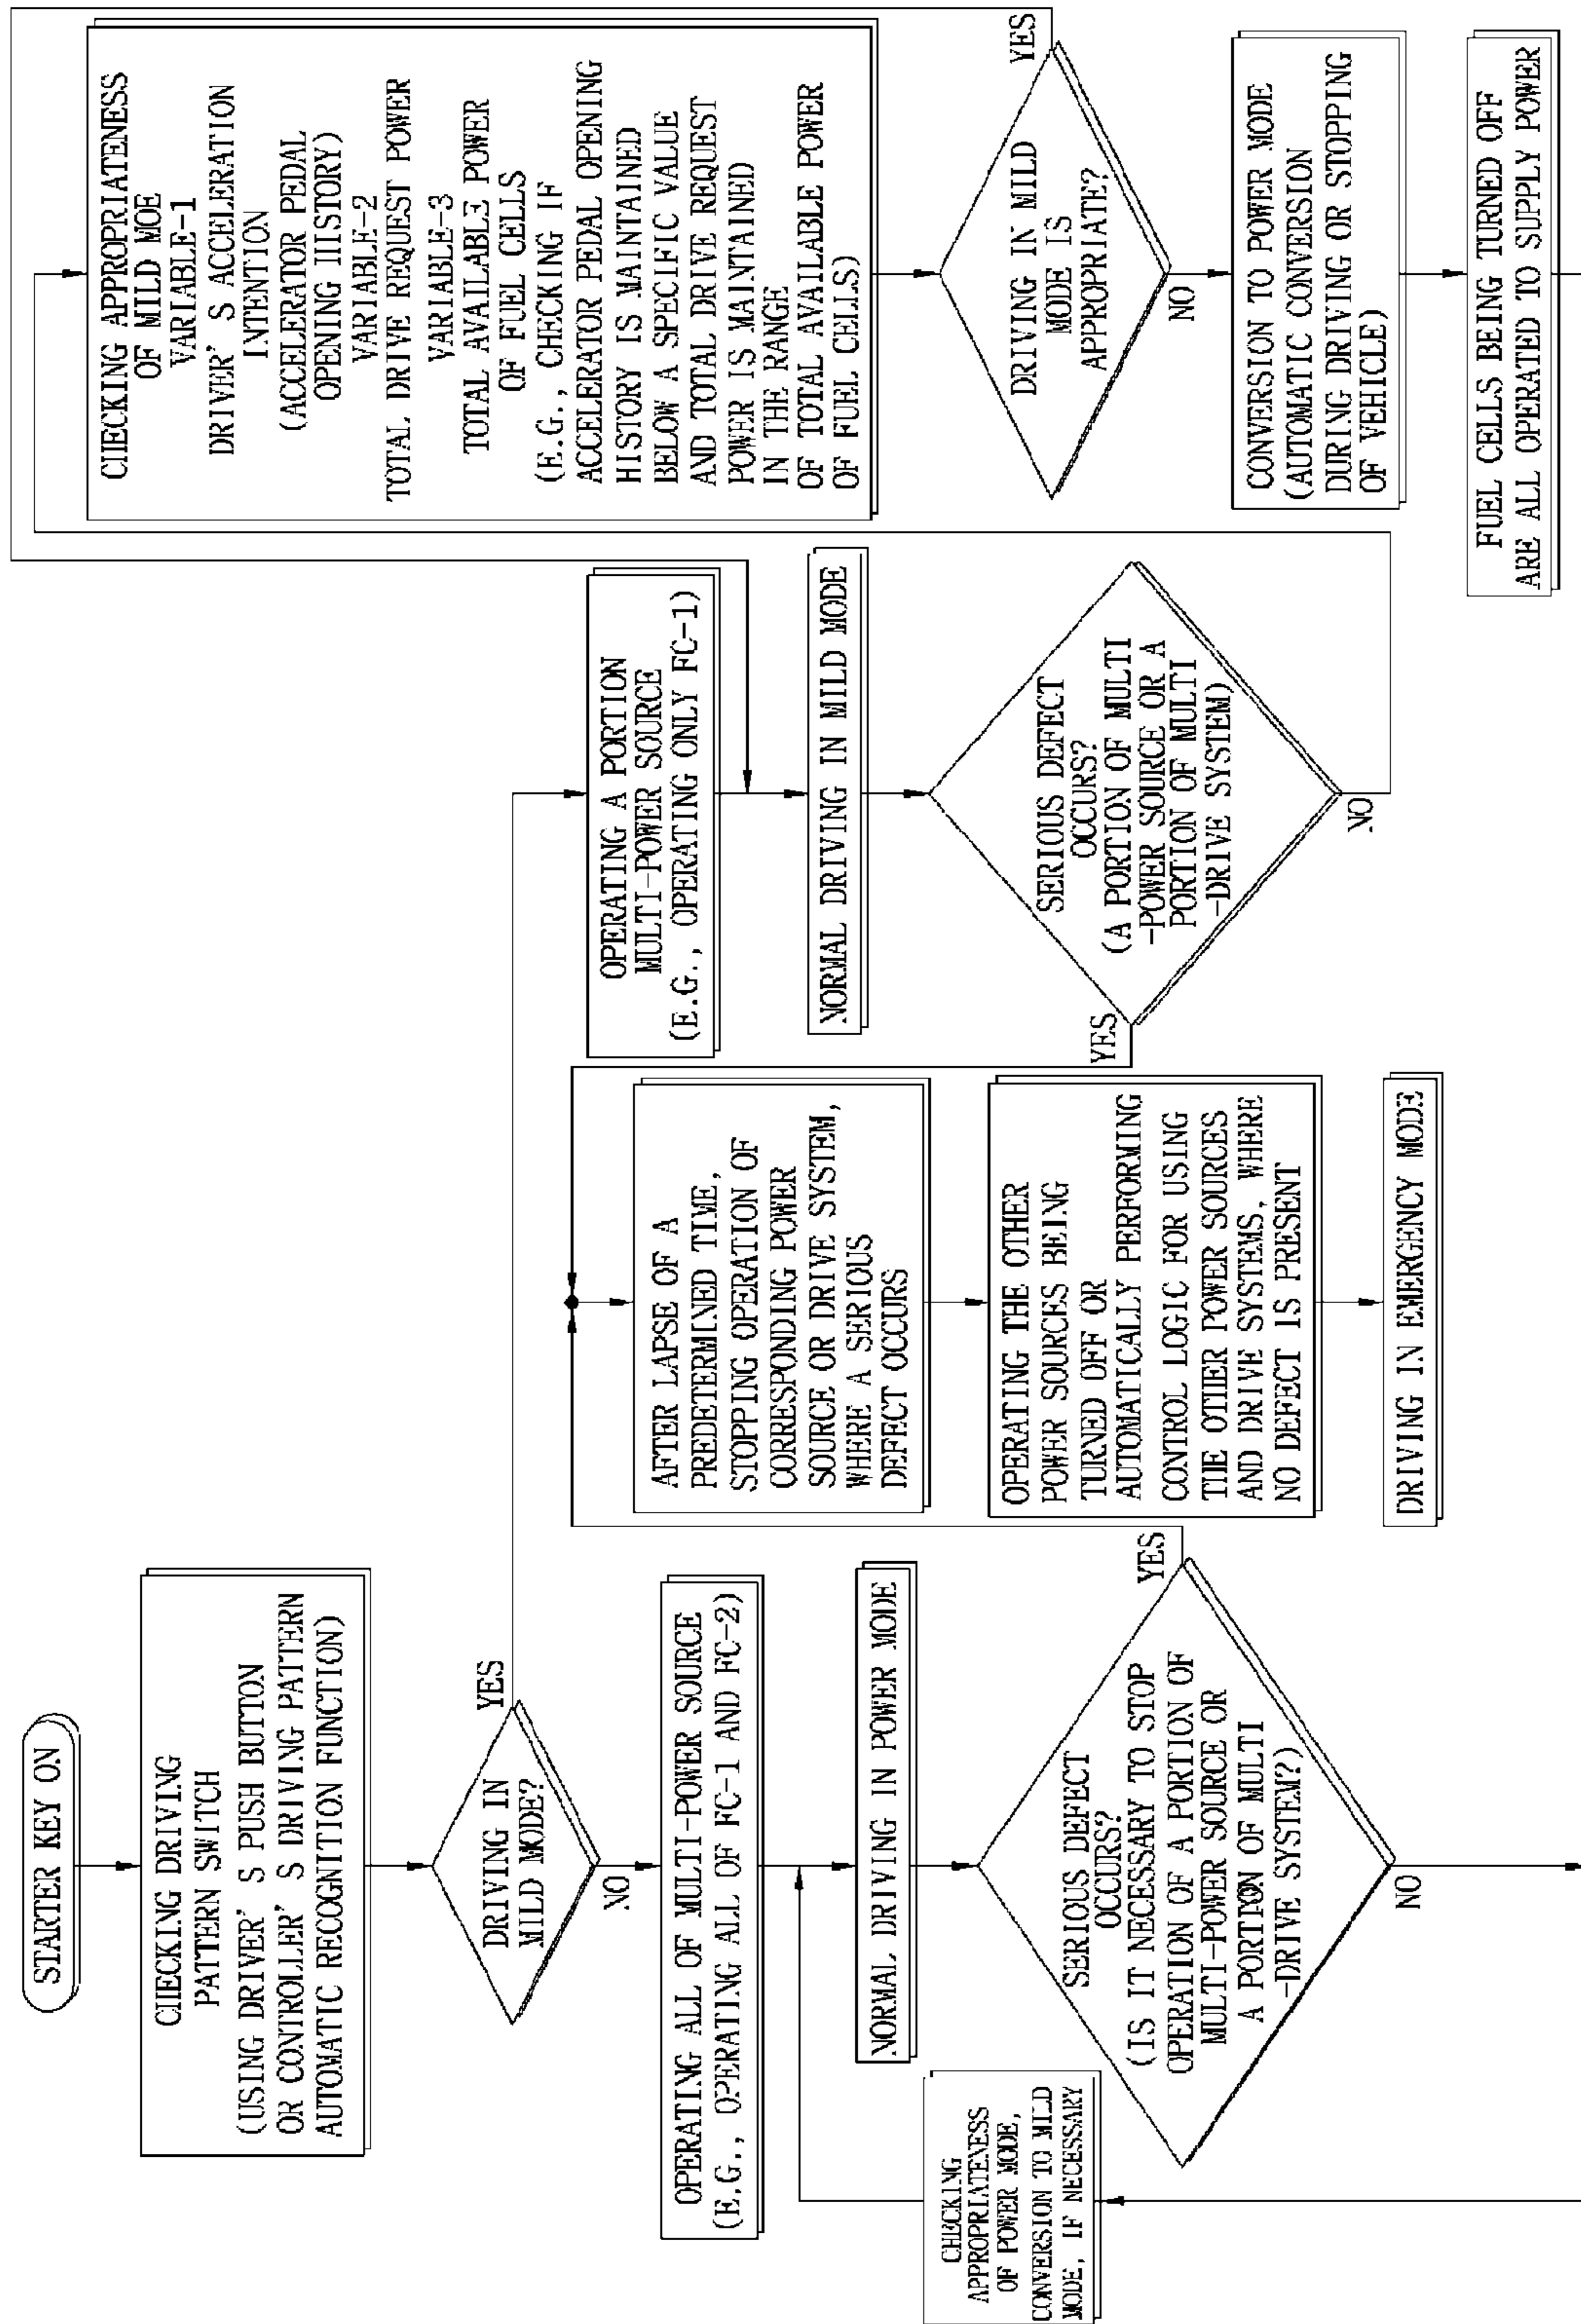 STARTER KEY ON
CHECKING DRIVING
PATTERN SWITCH
(USING DRIVER' S PUSH BUTTON
OR CONTROLLER' S DRIVING PATTERN
AUTOMATIC RECOGNITION FUNCTION)
DRIVING IN
MILD MODE?
YES
NO
OPERATING ALL OF MULTI-POWER SOURCE
(E.G., OPERATING ALL OF FC-1 AND FC-2)
NORMAL DRIVING IN POWER MODE
SERIOUS DEFECT
OCCURS?
(IS IT NECESSARY TO STOP
OPERATION OF A PORTION OF
MULTI-POWER SOURCE OR
A PORTION OF MULTI
-DRIVE SYSTEM?)
YES
NO
CHECKING
APPROPRIATENESS
OF POWER MODE,
CONVERSION TO MILD
MODE, IF NECESSARY
AFTER LAPSE OF A
PREDETERMINED TIME,
STOPPING OPERATION OF
CORRESPONDING POWER
SOURCE OR DRIVE SYSTEM,
WHERE A SERIOUS
DEFECT OCCURS
OPERATING THE OTHER
POWER SOURCES BEING
TURNED OFF OR
AUTOMATICALLY PERFORMING
CONTROL LOGIC FOR USING
THE OTHER POWER SOURCES
AND DRIVE SYSTEMS, WHERE
NO DEFECT IS PRESENT
DRIVING IN EMERGENCY MODE
OPERATING A PORTION
MULTI-POWER SOURCE
(E.G., OPERATING ONLY FC-1)
NORMAL DRIVING IN MILD MODE
SERIOUS DEFECT
OCCURS?
(A PORTION OF MULTI
-POWER SOURCE OR A
PORTION OF MULTI
-DRIVE SYSTEM)
YES
NO
CHECKING APPROPRIATENESS
OF MILD MOE
VARIABLE-1
DRIVER' S ACCELERATION
INTENTION
(ACCELERATOR PEDAL
OPENING HISTORY)
VARIABLE-2
TOTAL DRIVE REQUEST POWER
VARIABLE-3
TOTAL AVAILABLE POWER
OF FUEL CELLS
(E.G., CHECKING IF
ACCELERATOR PEDAL OPENING
HISTORY IS MAINTAINED
BELOW A SPECIFIC VALUE
AND TOTAL DRIVE REQUEST
POWER IS MAINTAINED
IN THE RANGE
OF TOTAL AVAILABLE POWER
OF FUEL CELLS)
DRIVING IN MILD
MODE IS
APPROPRIATE?
YES
NO
CONVERSION TO POWER MODE
(AUTOMATIC CONVERSION
DURING DRIVING OR STOPPING
OF VEHICLE)
FUEL CELLS BEING TURNED OFF
ARE ALL OPERATED TO SUPPLY POWER